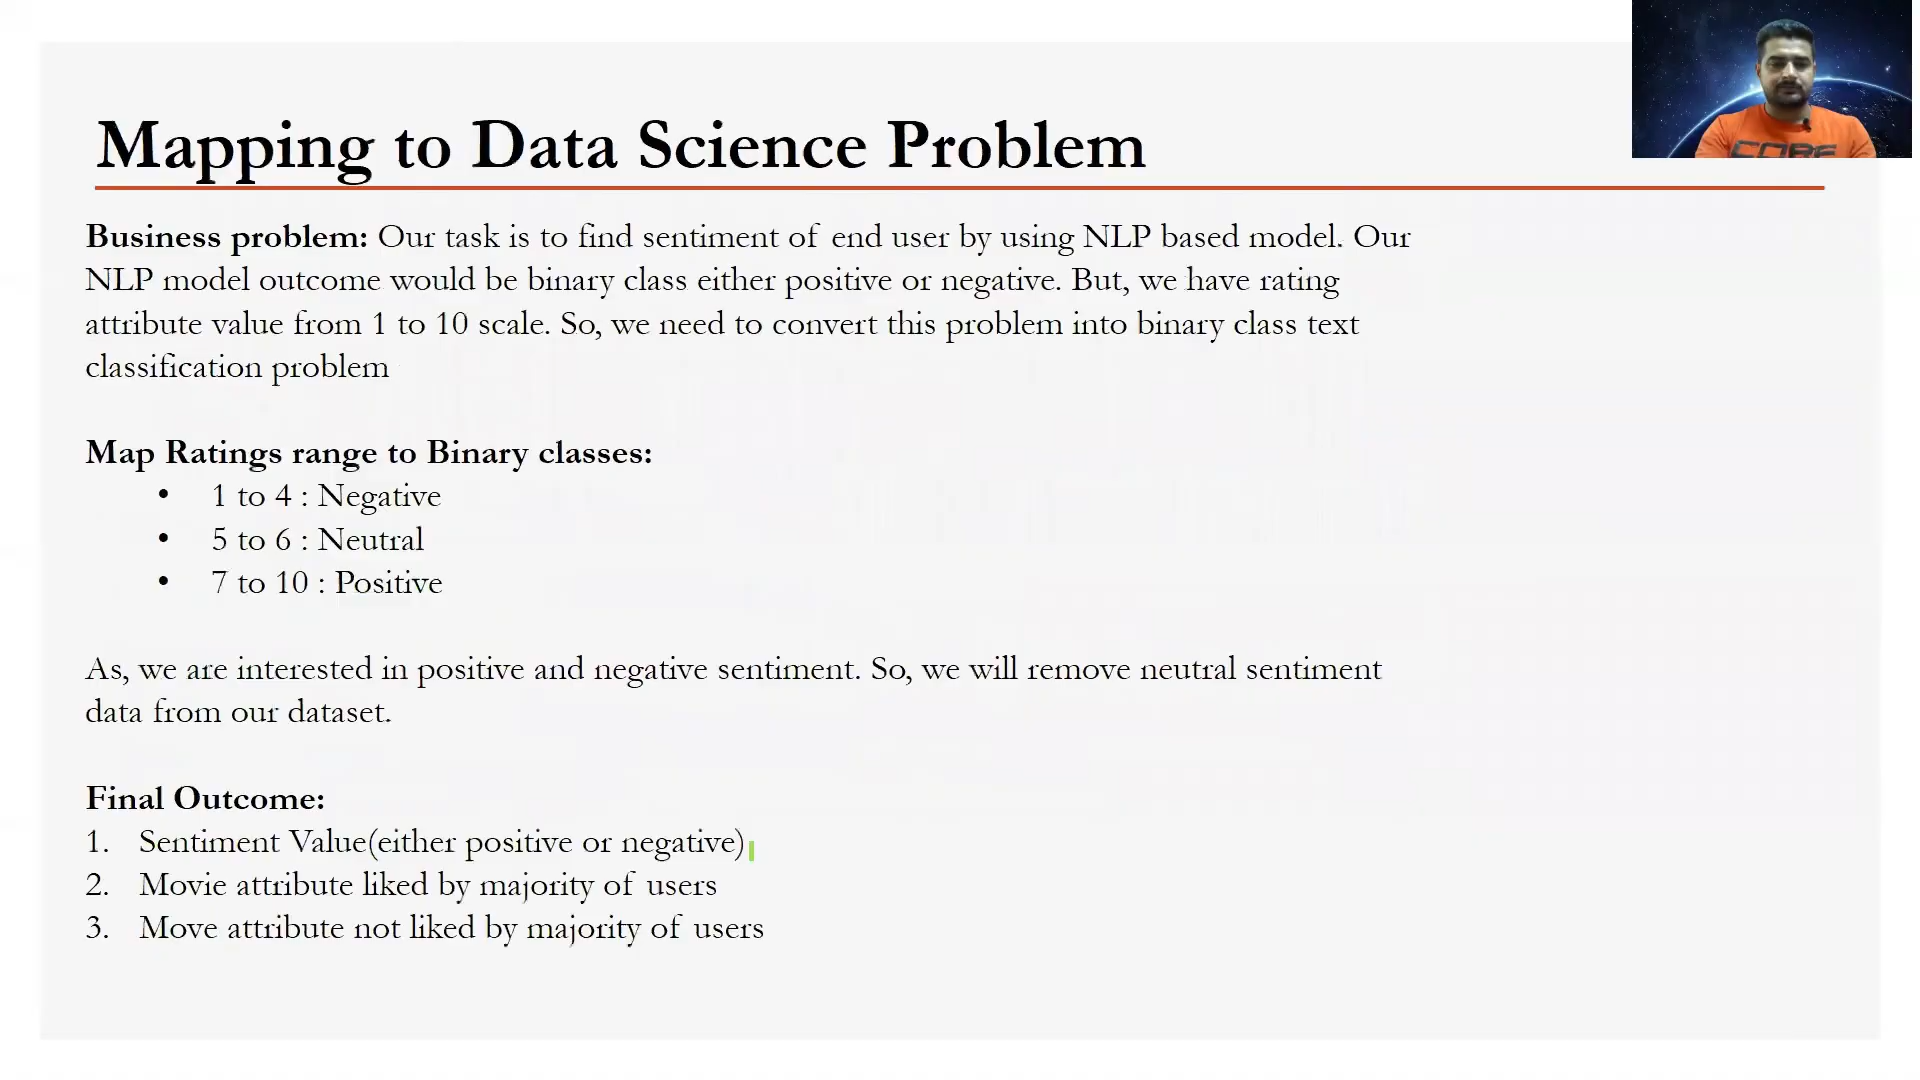 Mapping to Data Science Problem
Business problem: Our task is to find sentiment of end user by using NLP based model. Our
NLP model outcome would be binary class either positive or negative. But, we have rating
attribute value from 1 to 10 scale. So, we need to convert this problem into binary class text
classification problem
Map Ratings range to Binary classes:
• 1 to 4 : Negative
• 5 to 6 : Neutral
• 7 to 10 : Positive
As, we are interested in positive and negative sentiment. So, we will remove neutral sentiment
data from our dataset.
Final Outcome:
1. Sentiment Value(either positive or negative)
2. Movie attribute liked by majority of users
3. Move attribute not liked by majority of users
CORE